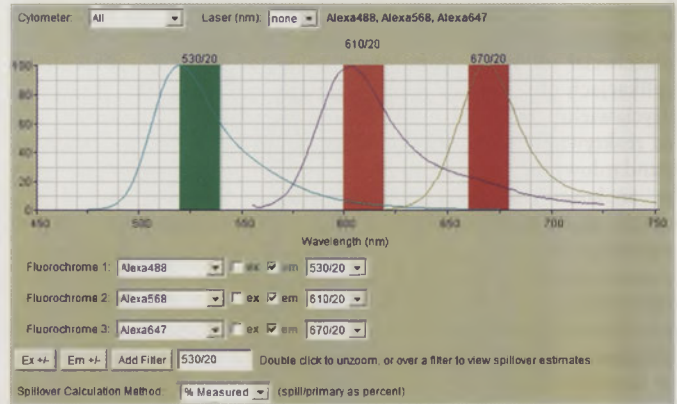 Cytometer: All Laser (nm): none Alexa488, Alexa568, Alexa647
610/20
530/20 670/20
100
80
60
40
20
0
450 500 550 600 650 700 750
Wavelength (nm)
Fluorochrome 1: Alexa488 ex em 530/20
Fluorochrome 2: Alexa568 ex em 610/20
Fluorochrome 3: Alexa647 ex em 670/20
Ex +/- Em +/- Add Filter 530/20 Double click to unzoom, or over a filter to view spillover estimates
Spillover Calculation Method: % Measured (spill/primary as percent)